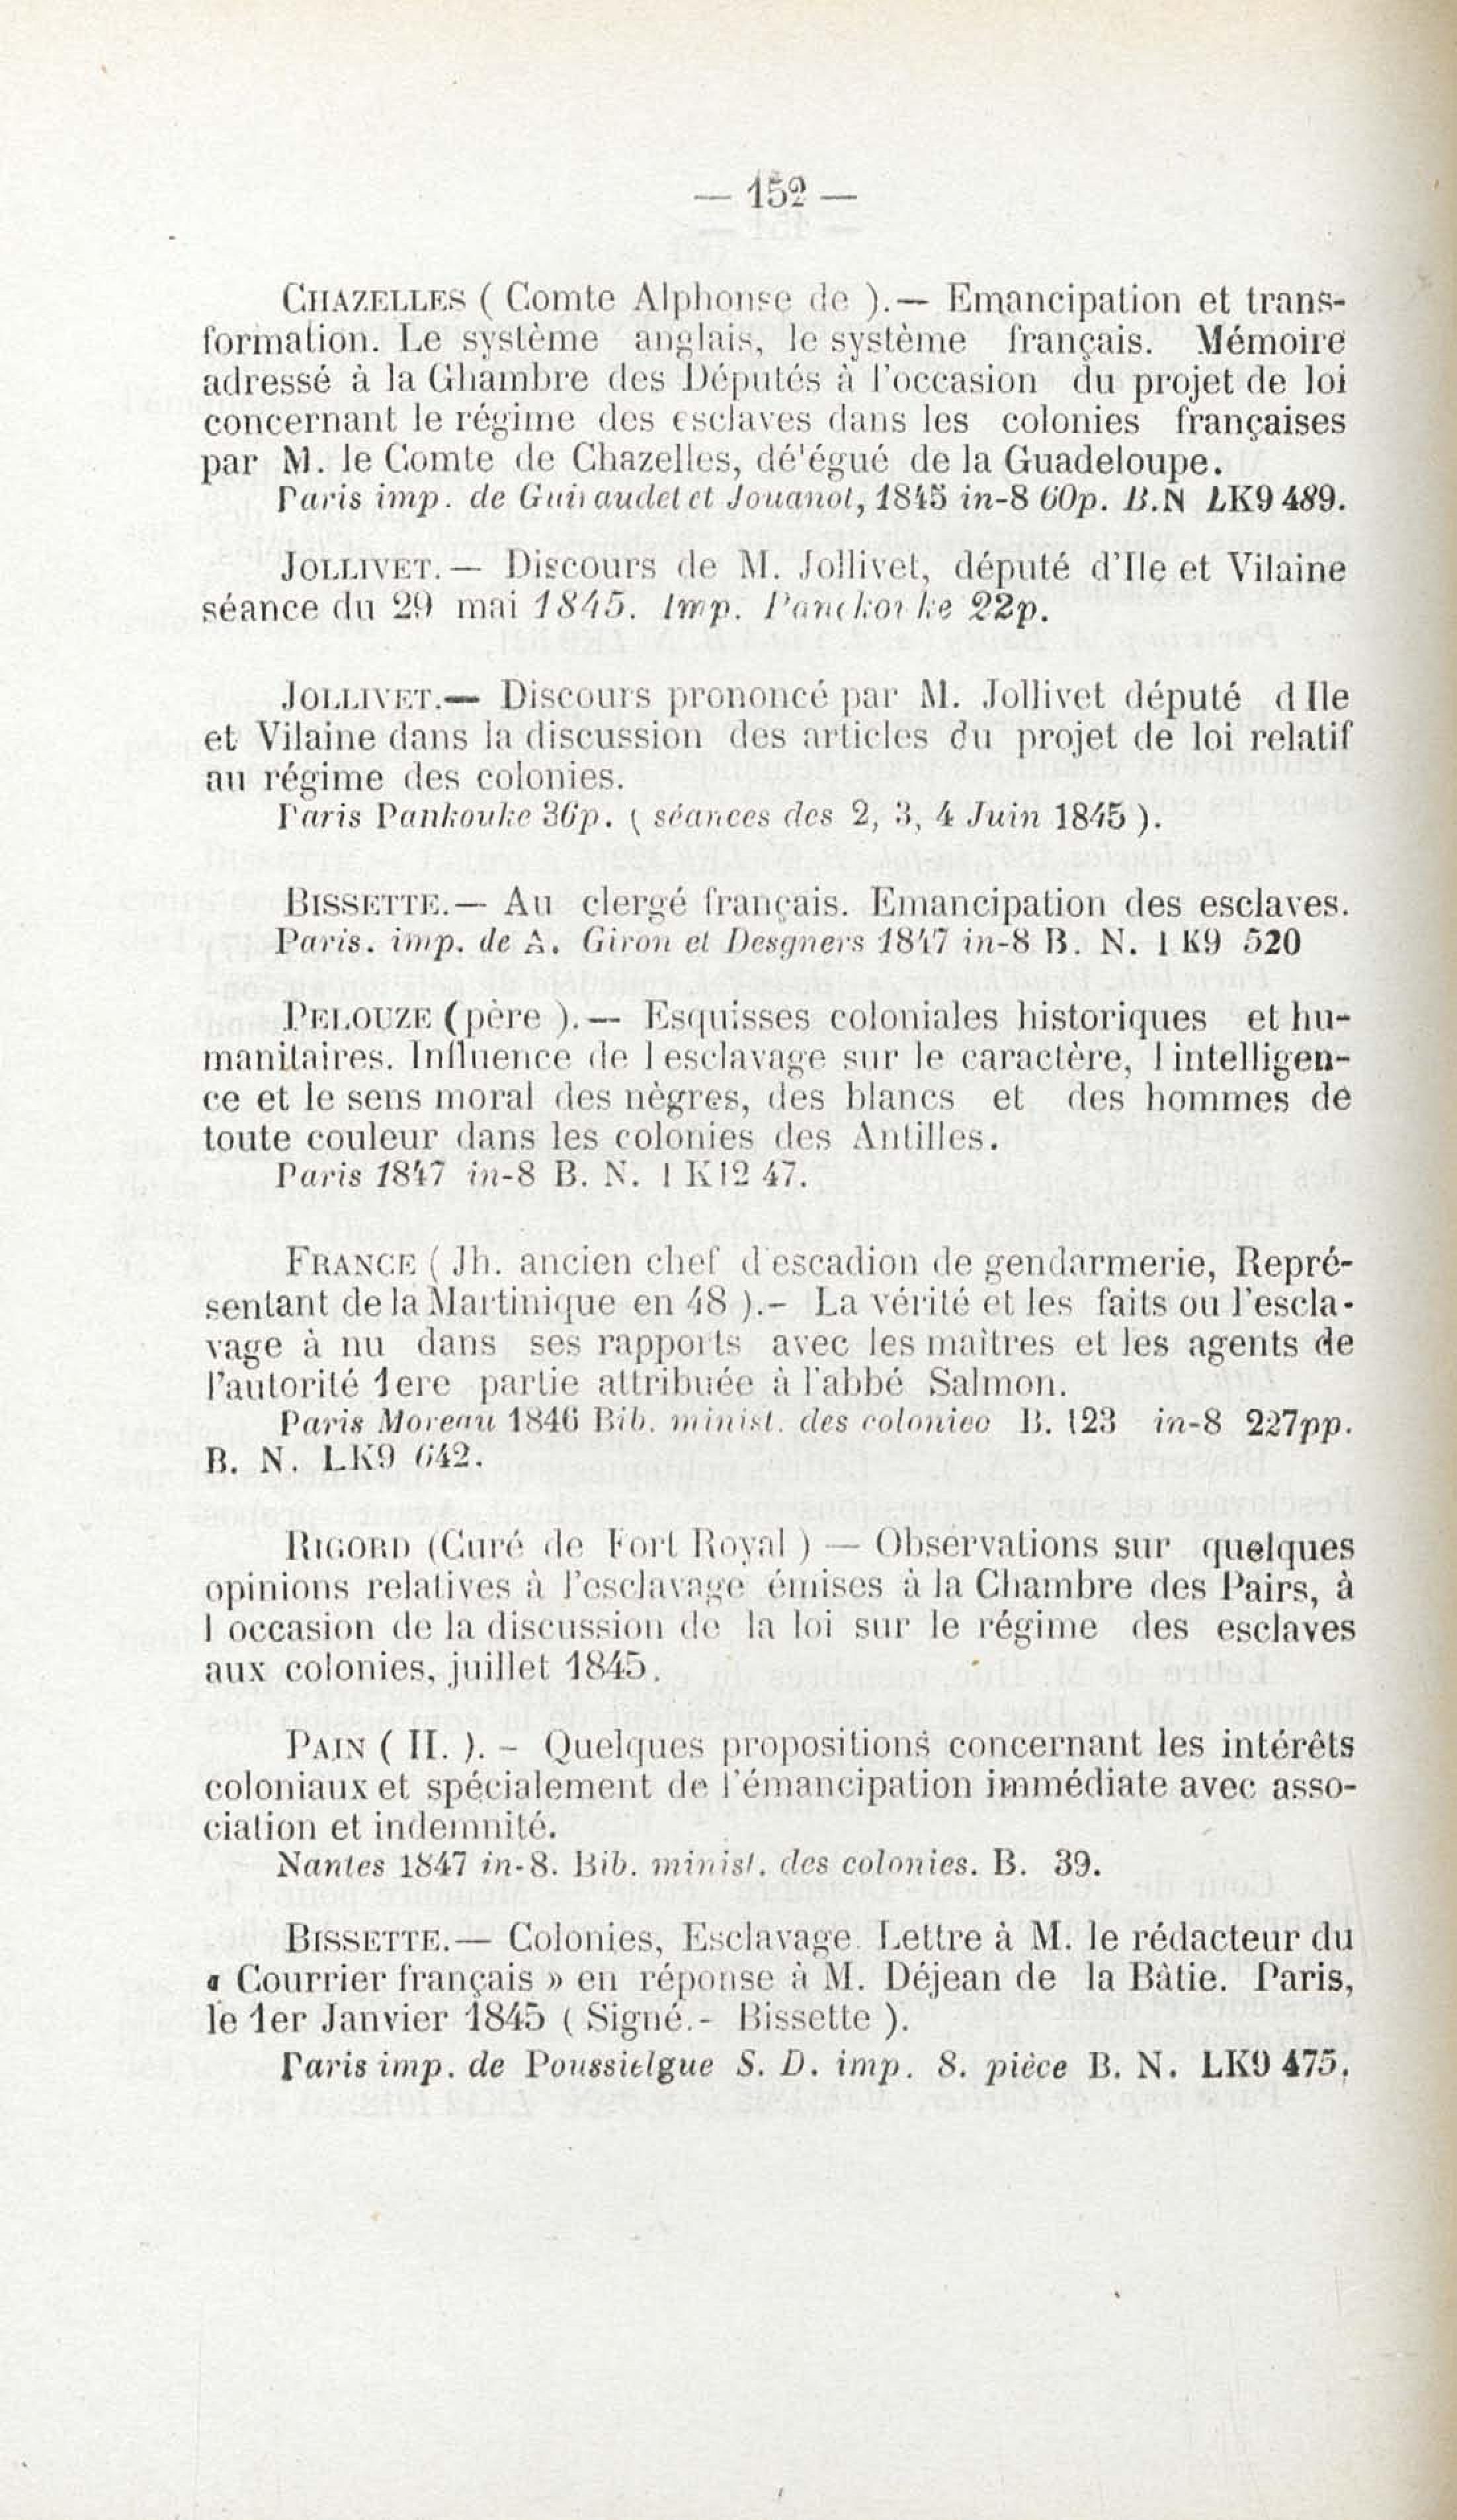 — 152 —
CHAZELLES ( Comte Alphonse de ).— Emancipation et trans-
formation. Le système anglais, le système français. Mémoire
adressé à la Ghambre des Députés à l'occasion du projet de loi
concernant le régime des esclaves dans les colonies françaises
par M. le Comte de Chazelles, dé'égué de la Guadeloupe.
Paris imp. de Guiraudet et Jouanot, 1845 in-8 60p. B.N LK9 489.
JOLLIVET.— Discours de M. Jollivet, député d'Ile et Vilaine
séance du 29 mai 1845. Imp. Panckouke 22p.
JOLLIVET.— Discours prononcé par M. Jollivet député d Ile
et Vilaine dans la discussion des articles du projet de loi relatif
au régime des colonies.
Paris Pankouke 36p. ( séances des 2, 3, 4 Juin 1845 ).
BISSETTE.— Au clergé français. Emancipation des esclaves.
Paris. imp. de A. Giron et Desgners 1847 in-8 B. N. l K9 520
PELOUZE (père ).— Esquisses coloniales historiques et hu-
manitaires. Influence de l esclavage sur le caractère, l intelligen-
ce et le sens moral des nègres, des blancs et des hommes de
toute couleur dans les colonies des Antilles.
Paris 1847 in-8 B. N. l K12 47.
FRANCE ( Jh. ancien chef d'escadion de gendarmerie, Repré-
sentant de la Martinique en 48 ).- La vérité et les faits ou l'escla-
vage à nu dans ses rapports avec les maîtres et les agents de
l'autorité 1ere partie attribuée à l'abbé Salmon.
Paris Moreau 1846 Bib. minist. des colonieo B. 123 in-8 227pp.
B. N. LK9 642.
RIGORD (Curé de Fort Royal ) — Observations sur quelques
opinions relatives à l'esclavage émises à la Chambre des Pairs, à
l occasion de la discussion de la loi sur le régime des esclaves
aux colonies, juillet 1845.
PAIN ( H. ). - Quelques propositions concernant les intérêts
coloniaux et spécialement de l'émancipation immédiate avec asso-
ciation et indemnité.
Nantes 1847 in-8. Bib. minist. des colonies. B. 39.
BISSETTE.— Colonies, Esclavage. Lettre à M. le rédacteur du
« Courrier français » en réponse à M. Déjean de la Bâtie. Paris,
le 1er Janvier 1845 ( Signé.- Bissette ).
Paris imp. de Poussielgue S. D. imp. 8. pièce B. N. LK9 475.